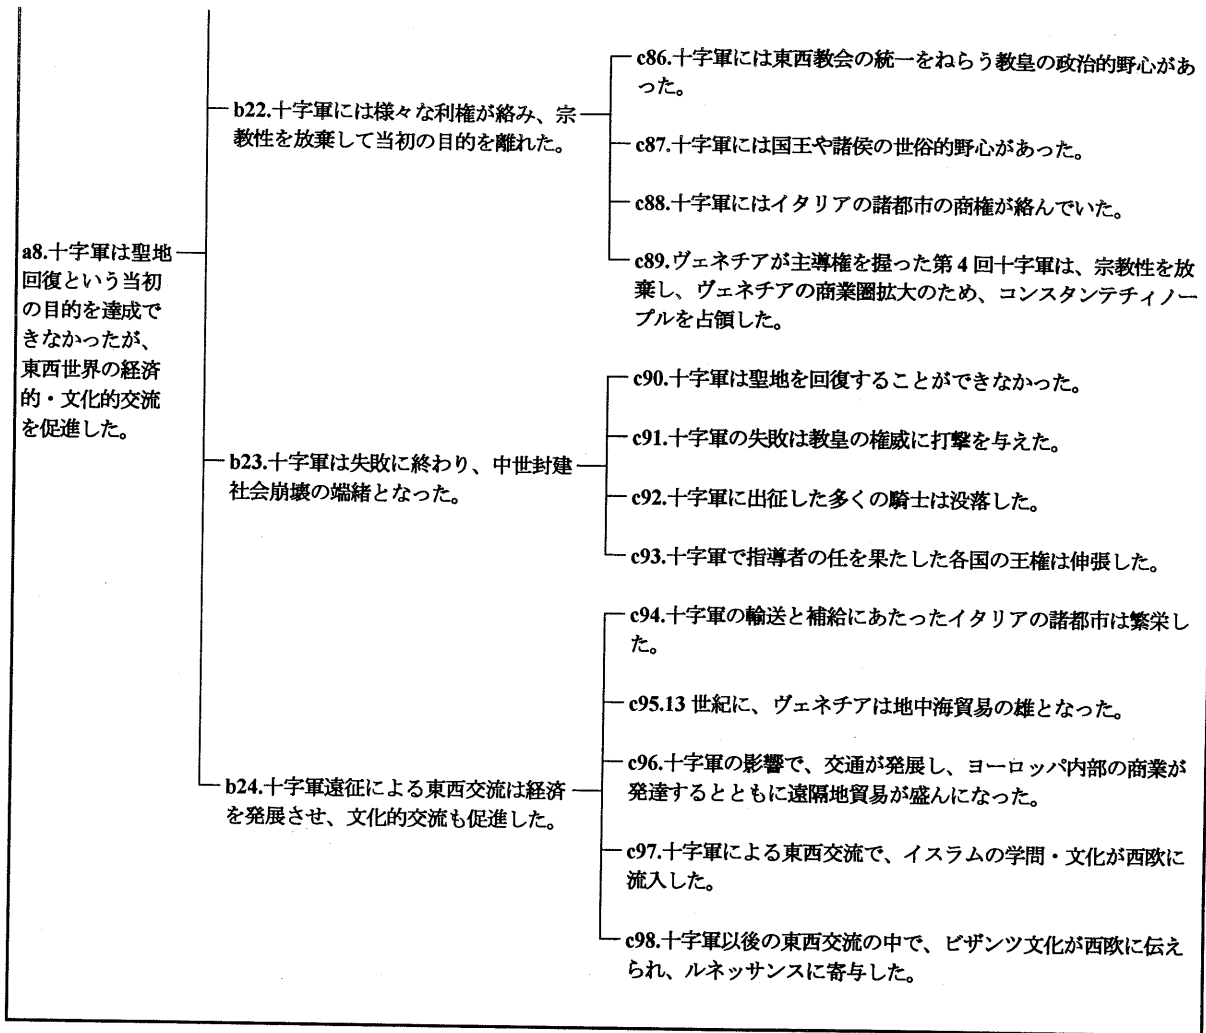 a8.十字軍は聖地
回復という当初
の目的を達成で
きなかったが、
東西世界の経済
的・文化的交流
を促進した。
b22.十字軍には様々な利権が絡み、宗
教性を放棄して当初の目的を離れた。
c86.十字軍には東西教会の統一をねらう教皇の政治的野心があ
った。
c87.十字軍には国王や諸侯の世俗的野心があった。
c88.十字軍にはイタリアの諸都市の商権が絡んでいた。
c89.ヴェネチアが主導権を握った第4回十字軍は、宗教性を放
棄し、ヴェネチアの商業圏拡大のため、コンスタンテチィノー
プルを占領した。
b23.十字軍は失敗に終わり、中世封建
社会崩壊の端緒となった。
c90.十字軍は聖地を回復することができなかった。
c91.十字軍の失敗は教皇の権威に打撃を与えた。
c92.十字軍に出征した多くの騎士は没落した。
c93.十字軍で指導者の任を果たした各国の王権は伸張した。
b24.十字軍遠征による東西交流は経済
を発展させ、文化的交流も促進した。
c94.十字軍の輸送と補給にあたったイタリアの諸都市は繁栄し
た。
c95.13世紀に、ヴェネチアは地中海貿易の雄となった。
c96.十字軍の影響で、交通が発展し、ヨーロッパ内部の商業が
発達するとともに遠隔地貿易が盛んになった。
c97.十字軍による東西交流で、イスラムの学問・文化が西欧に
流入した。
c98.十字軍以後の東西交流の中で、ビザンツ文化が西欧に伝え
られ、ルネッサンスに寄与した。